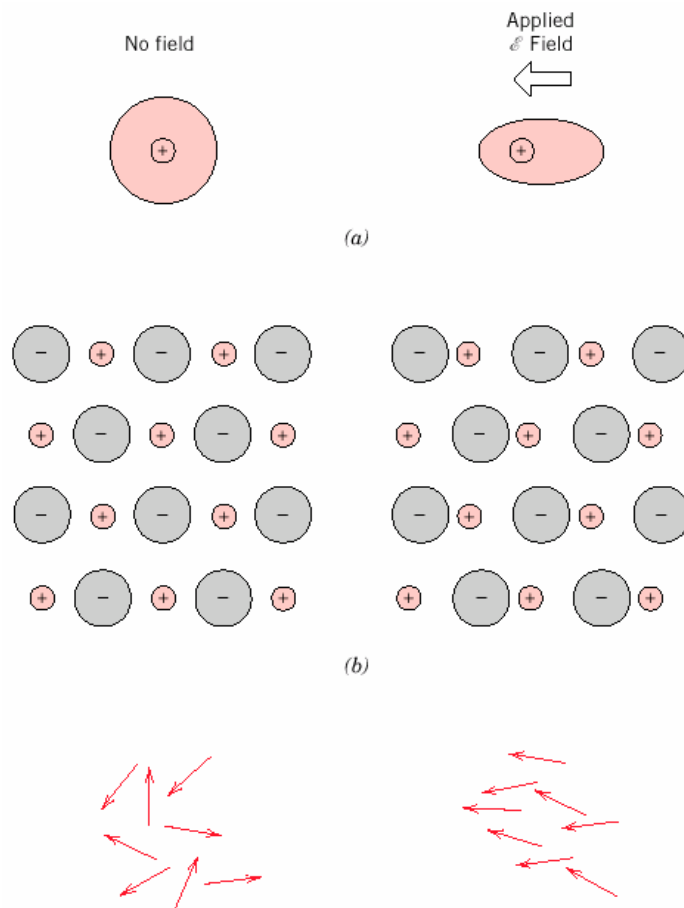 No field
Applied
ℰ Field
+
+
(a)
− + − + −
− + − + −
+ − + − +
+ − + − +
− + − + −
− + − + −
+ − + − +
+ − + − +
(b)